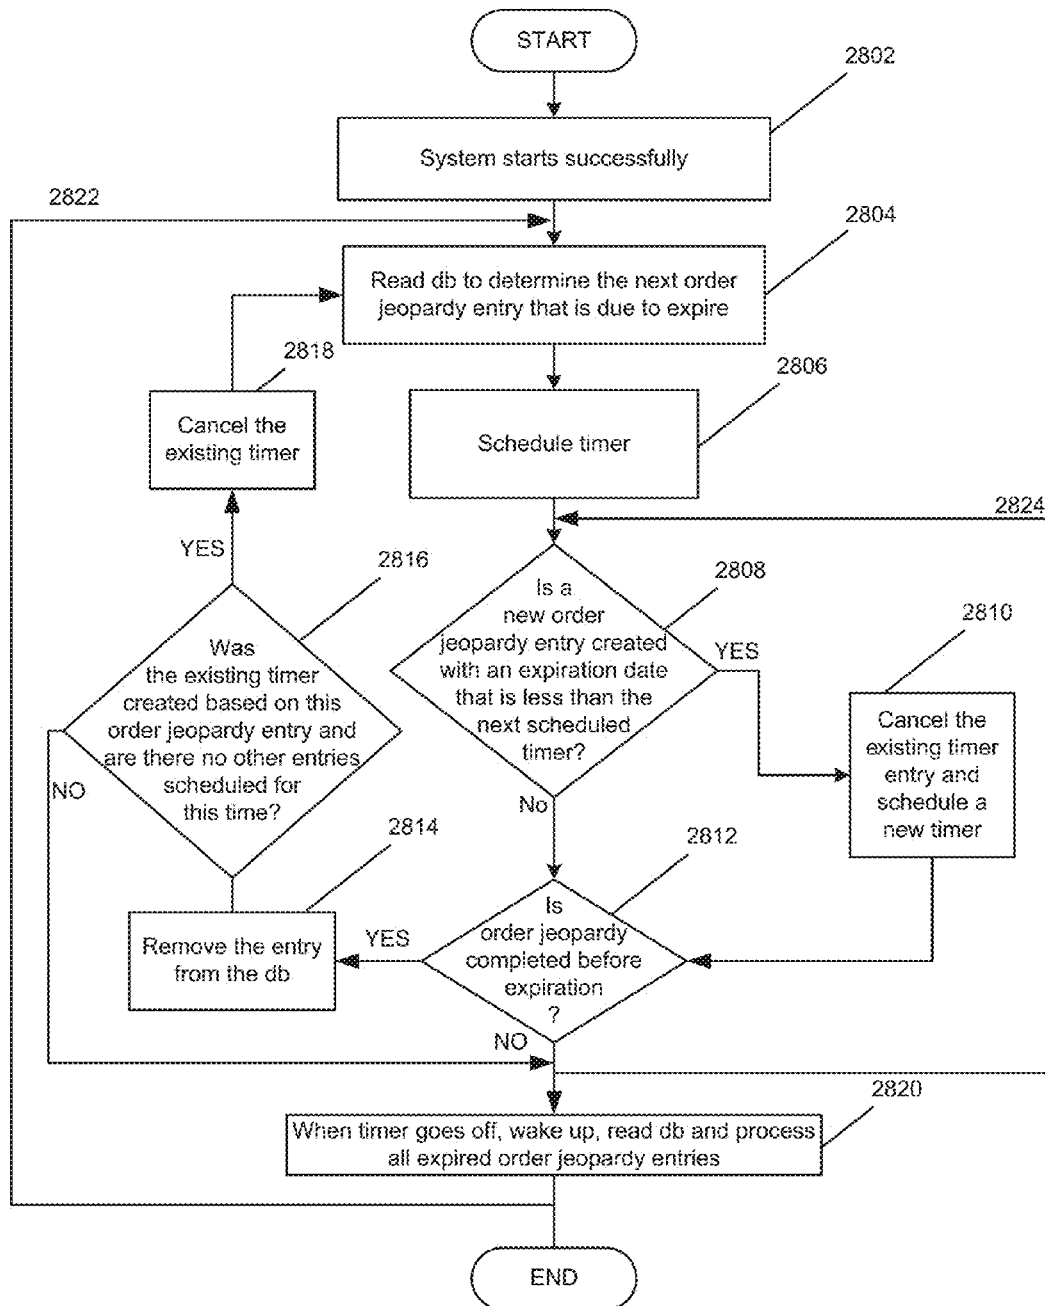 START
2802
System starts successfully
2822
2804
Read db to determine the next order
jeopardy entry that is due to expire
2818
2806
Cancel the
existing timer
Schedule timer
2824
YES
2816
2808
Is a
new order
jeopardy entry created
with an expiration date
that is less than the
next scheduled
timer?
YES
2810
Was
the existing timer
created based on this
order jeopardy entry and
are there no other entries
scheduled for
this time?
Cancel the
existing timer
entry and
schedule a
new timer
NO
No
2814
2812
Remove the entry
from the db
YES
Is
order jeopardy
completed before
expiration
?
NO
2820
When timer goes off, wake up, read db and process
all expired order jeopardy entries
END